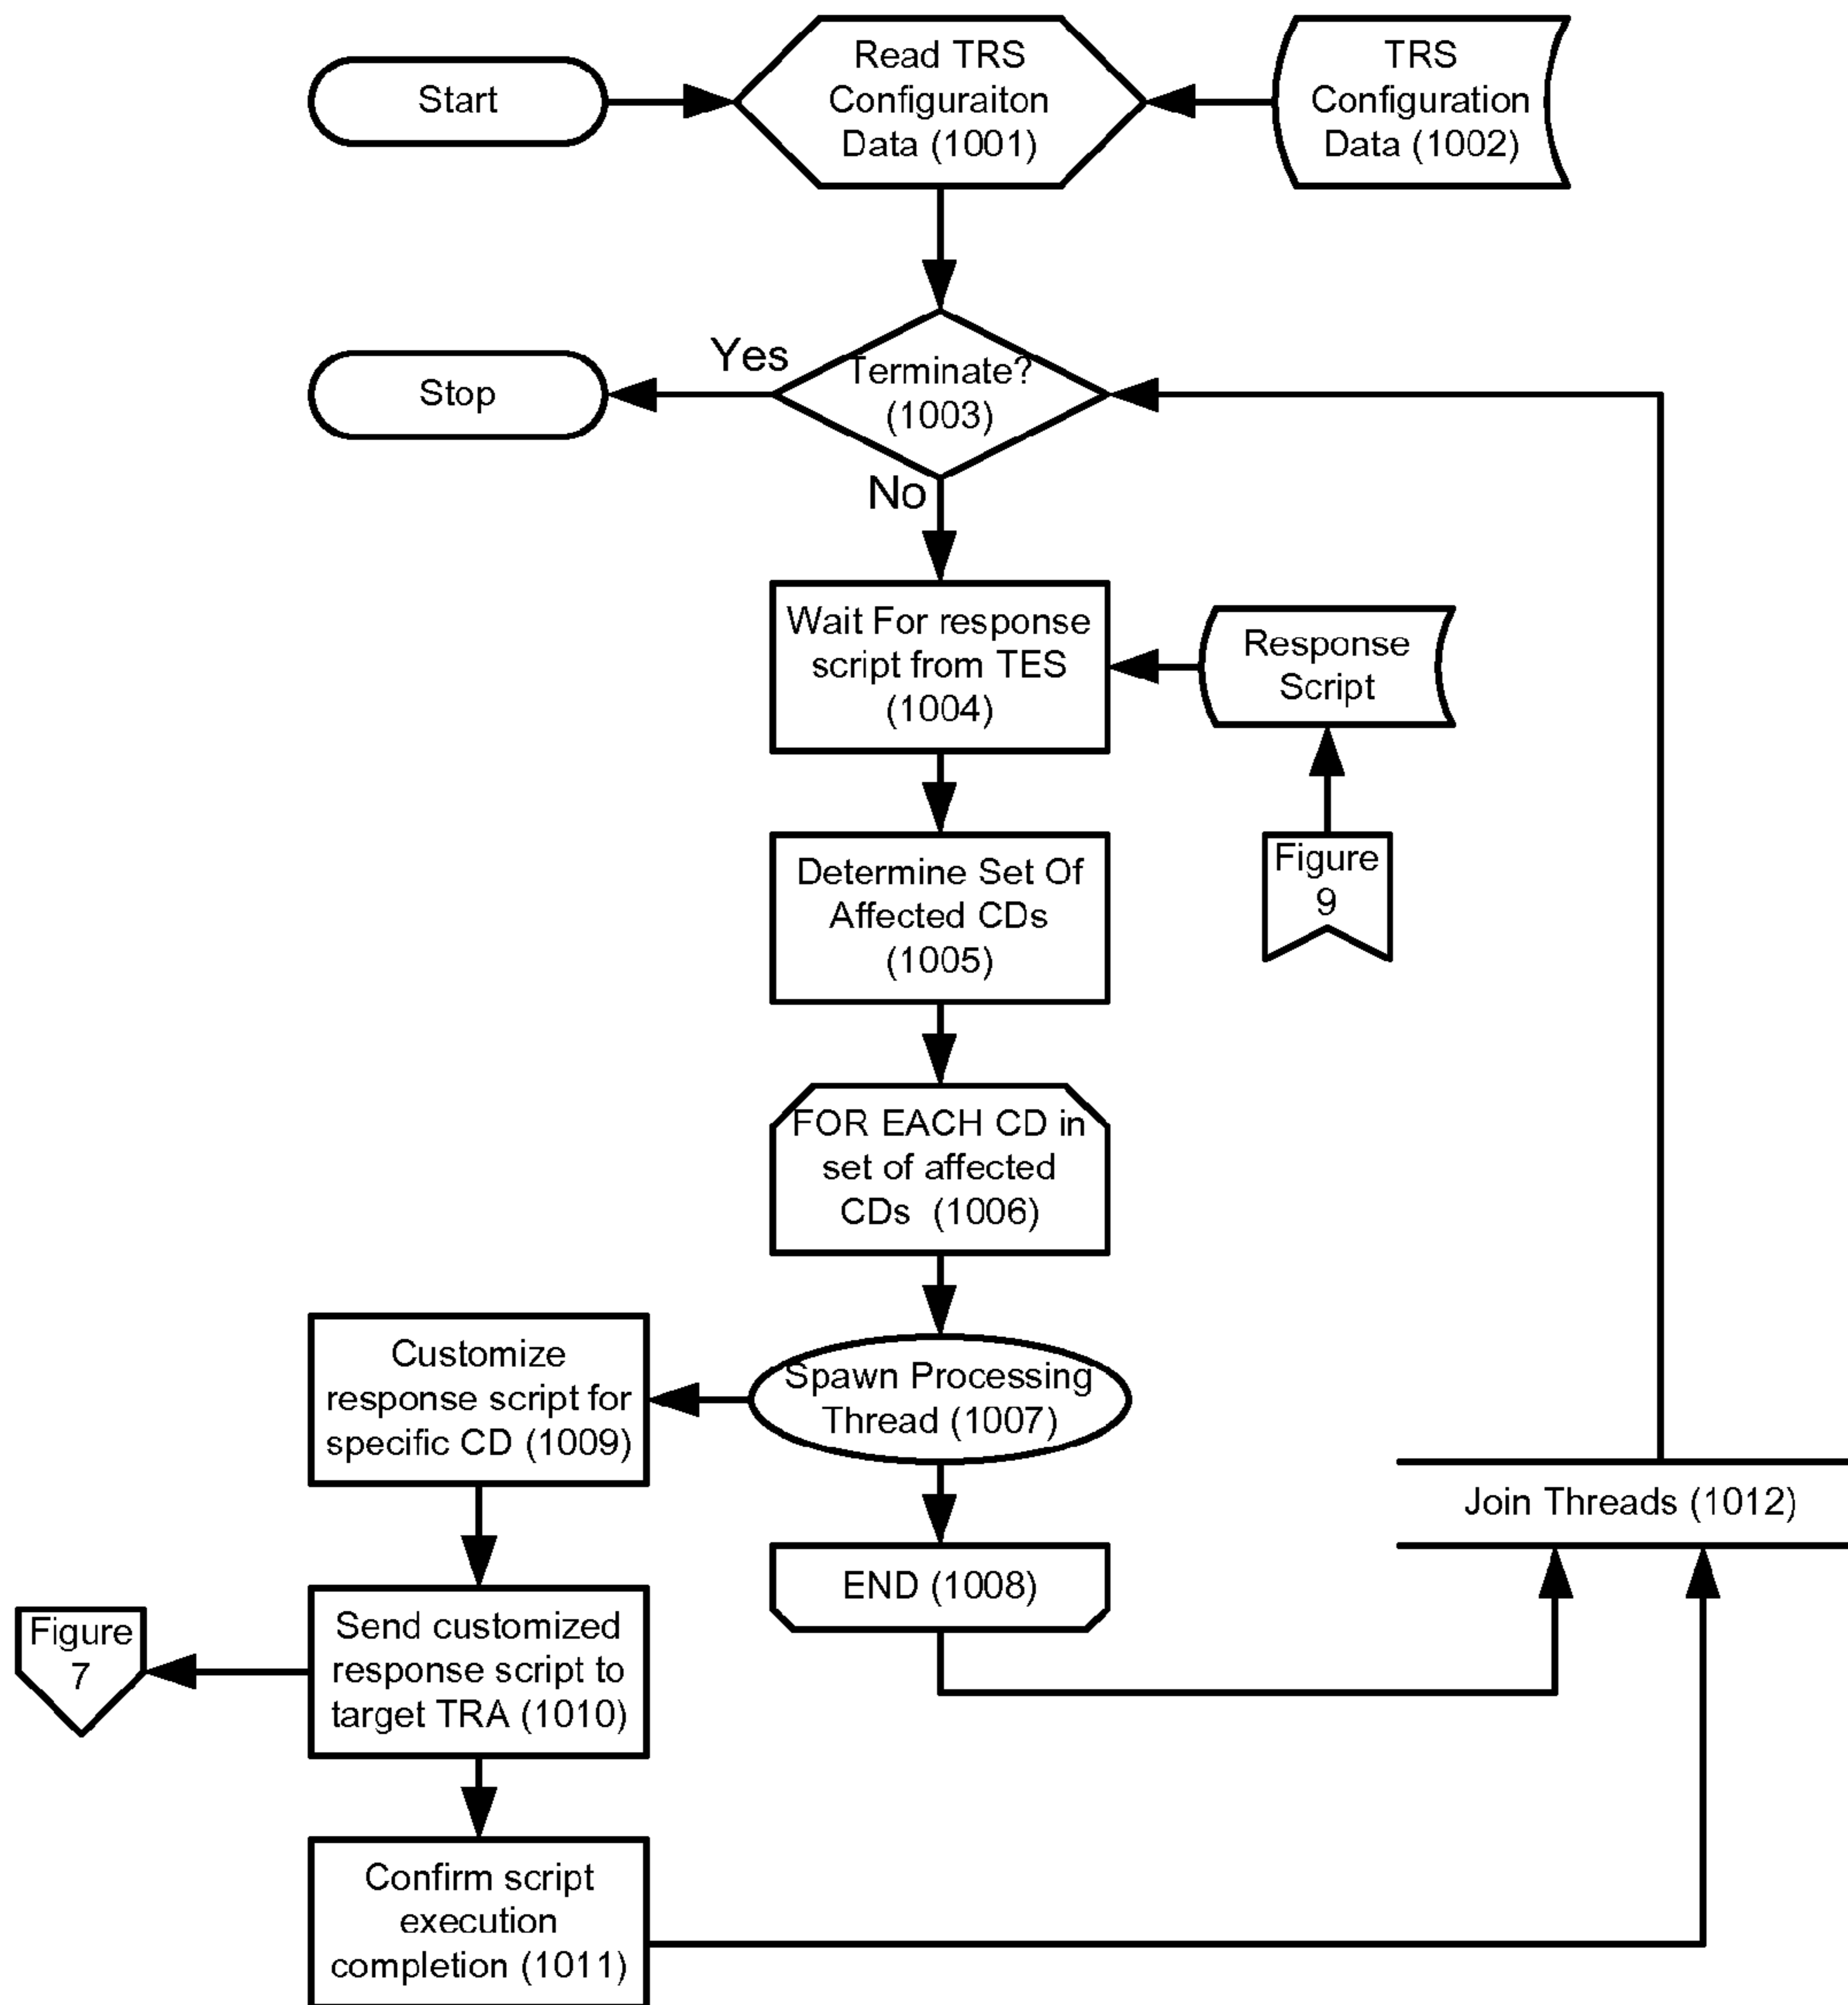 Start
Read TRS
Configuraiton
Data (1001)
TRS
Configuration
Data (1002)
Stop
Yes
Terminate?
(1003)
No
Wait For response
script from TES
(1004)
Response
Script
Figure
9
Determine Set Of
Affected CDs
(1005)
FOR EACH CD in
set of affected
CDs (1006)
Spawn Processing
Thread (1007)
Customize
response script for
specific CD (1009)
END (1008)
Join Threads (1012)
Send customized
response script to
target TRA (1010)
Figure
7
Confirm script
execution
completion (1011)